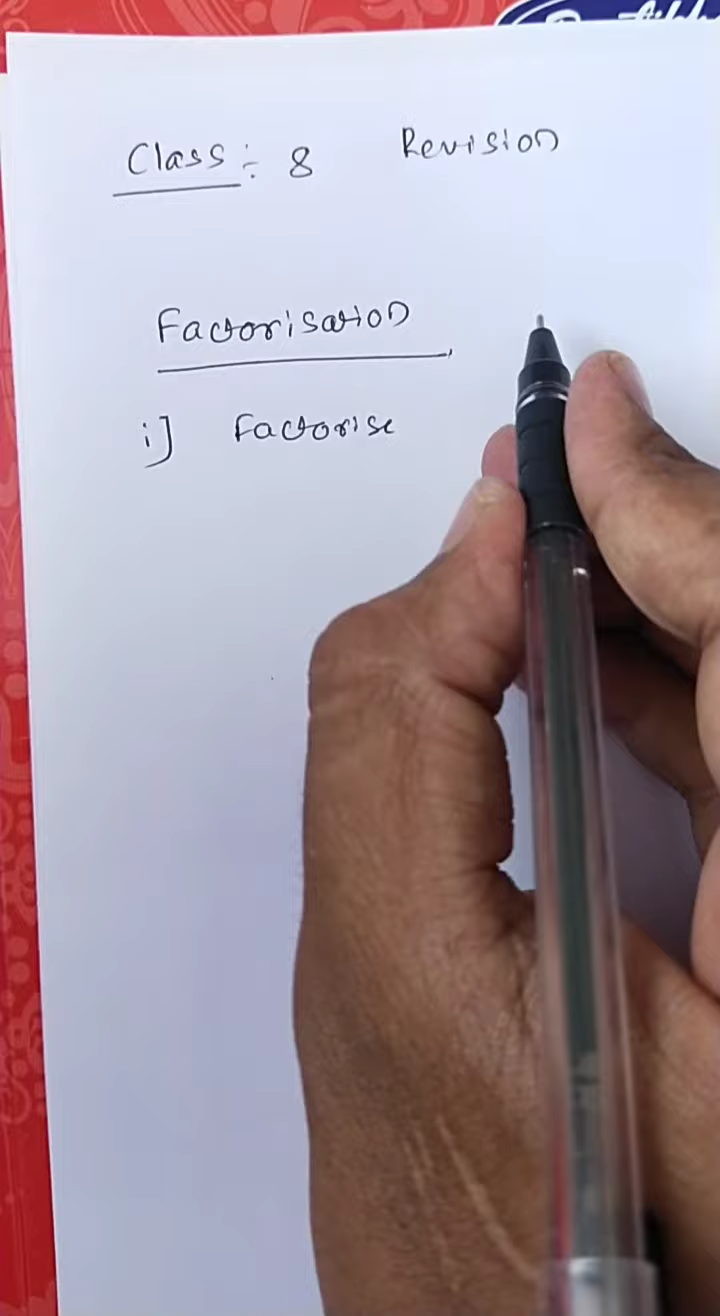 Class :- 8 Revision
Factorisation
i] Factorise